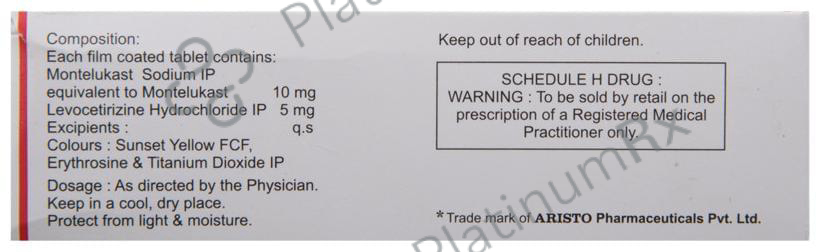 Composition:
Each film coated tablet contains:
Montelukast Sodium IP
equivalent to Montelukast 10 mg
Levocetirizine Hydrochloride IP 5 mg
Excipients : q.s
Colours : Sunset Yellow FCF,
Erythrosine & Titanium Dioxide IP
Dosage : As directed by the Physician.
Keep in a cool, dry place.
Protect from light & moisture.
Keep out of reach of children.
SCHEDULE H DRUG :
WARNING : To be sold by retail on the
prescription of a Registered Medical
Practitioner only.
* Trade mark of ARISTO Pharmaceuticals Pvt. Ltd.
PlatinumRx